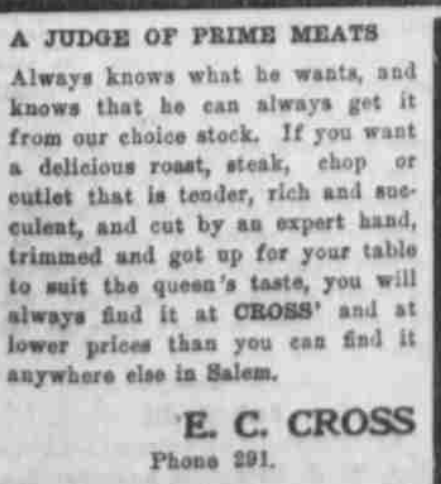 A JUDGE OF PRIME MEATS
Always knows what he wants, and
knows that he can always get it
from our choice stock. If you want
a delicious roast, steak, chop or
cutlet that is tender, rich and suc-
culent, and cut by an expert hand,
trimmed and got up for your table
to suit the queen's taste, you will
always find it at CROSS' and at
lower prices than you can find it
anywhere else in Salem.
E. C. CROSS
Phone 291.